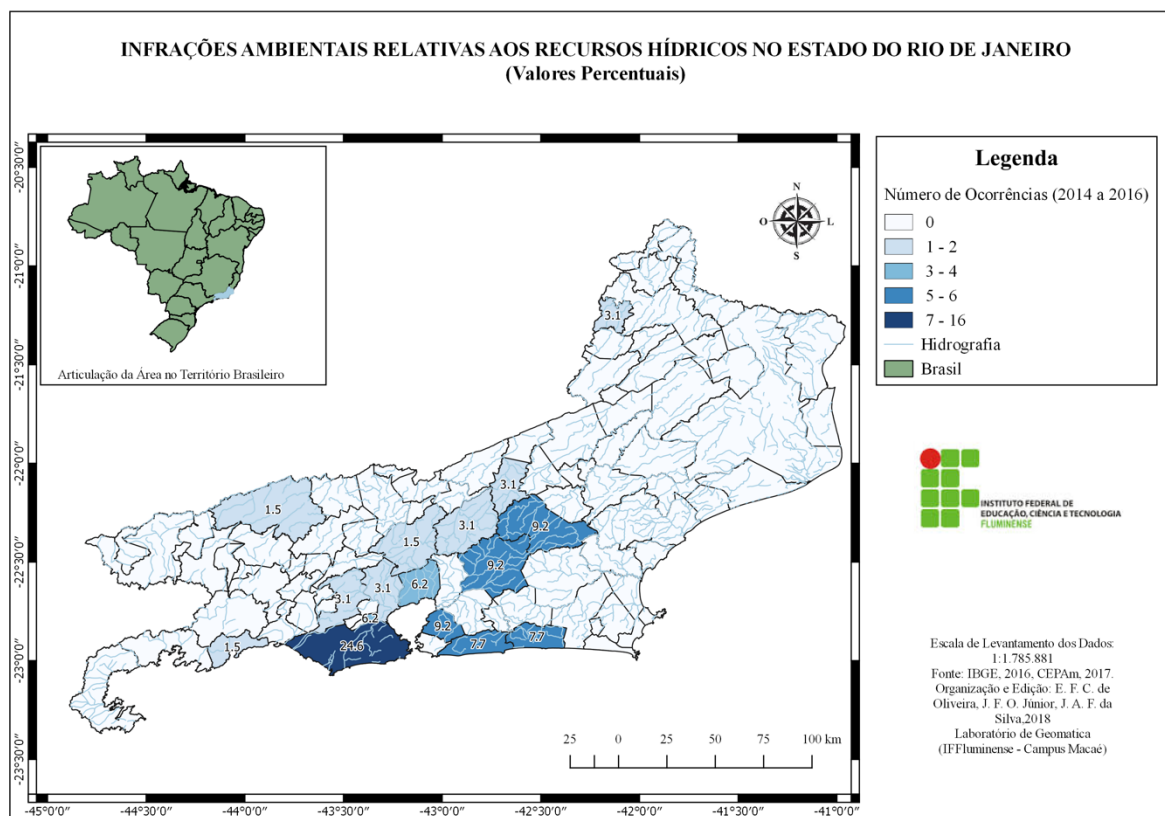 INFRAÇÕES AMBIENTAIS RELATIVAS AOS RECURSOS HÍDRICOS NO ESTADO DO RIO DE JANEIRO
(Valores Percentuais)
Articulação da Área no Território Brasileiro
N
O
L
S
Legenda
Número de Ocorrências (2014 a 2016)
0
1 - 2
3 - 4
5 - 6
7 - 16
Hidrografia
Brasil
INSTITUTO FEDERAL DE
EDUCAÇÃO, CIÊNCIA E TECNOLOGIA
FLUMINENSE
-20°30'0"
-21°0'0"
-21°30'0"
-22°0'0"
-22°30'0"
-23°0'0"
-23°30'0"
3.1
3.1
1.5
3.1
9.2
1.5
9.2
3.1
6.2
3.1
6.2
9.2
1.5
24.6
7.7
7.7
25 0 25 50 75 100 km
-45°0'0" -44°30'0" -44°0'0" -43°30'0" -43°0'0" -42°30'0" -42°0'0" -41°30'0" -41°0'0"
Escala de Levantamento dos Dados:
1:1.785.881
Fonte: IBGE, 2016, CEPAm, 2017.
Organização e Edição: E. F. C. de
Oliveira, J. F. O. Júnior, J. A. F. da
Silva,2018
Laboratório de Geomatica
(IFFluminense - Campus Macaé)